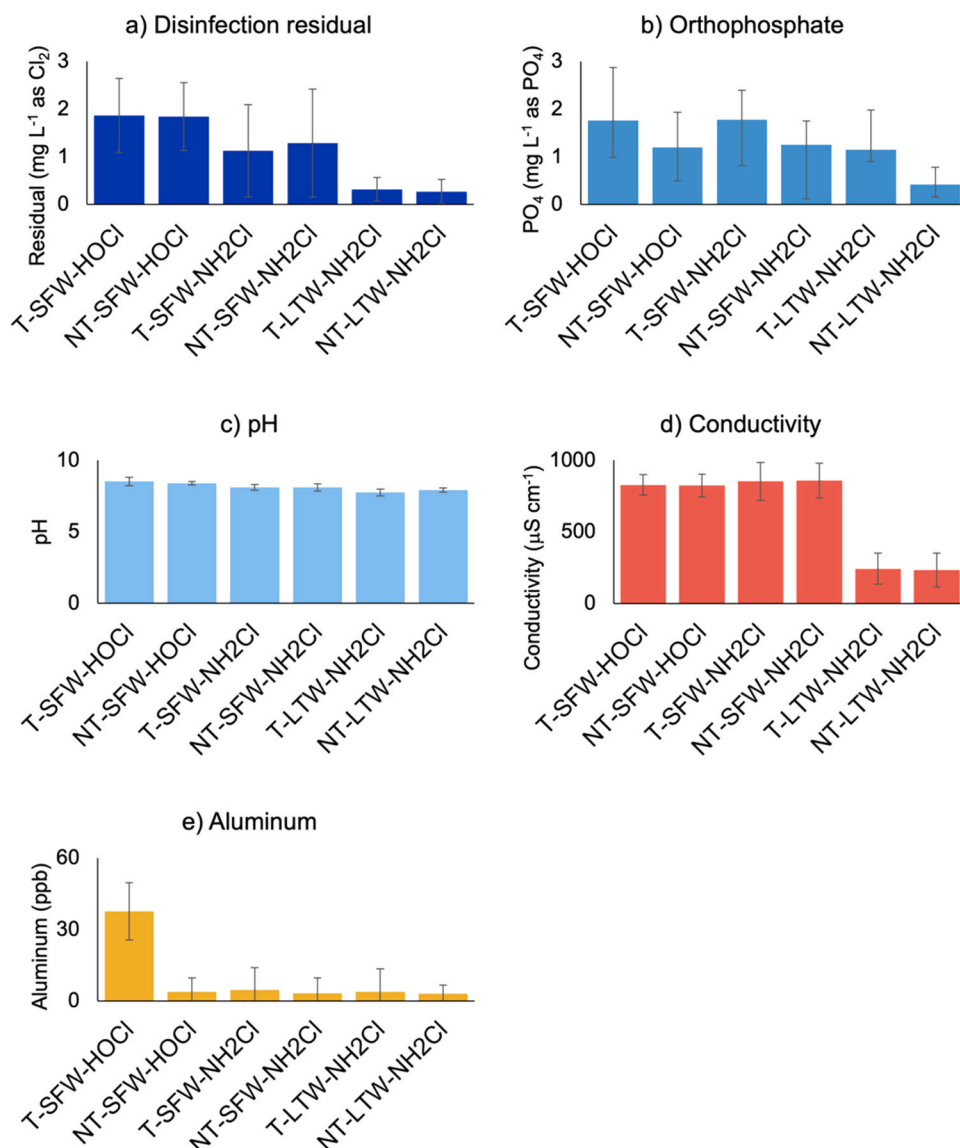 a) Disinfection residual
Residual (mg L⁻¹ as Cl₂)
3
2
1
0
T-SFW-HOCl
NT-SFW-HOCl
T-SFW-NH2Cl
NT-SFW-NH2Cl
T-LTW-NH2Cl
NT-LTW-NH2Cl
b) Orthophosphate
PO₄ (mg L⁻¹ as PO₄)
3
2
1
0
T-SFW-HOCl
NT-SFW-HOCl
T-SFW-NH2Cl
NT-SFW-NH2Cl
T-LTW-NH2Cl
NT-LTW-NH2Cl
c) pH
pH
10
5
0
T-SFW-HOCl
NT-SFW-HOCl
T-SFW-NH2Cl
NT-SFW-NH2Cl
T-LTW-NH2Cl
NT-LTW-NH2Cl
d) Conductivity
Conductivity (µS cm⁻¹)
1000
500
0
T-SFW-HOCl
NT-SFW-HOCl
T-SFW-NH2Cl
NT-SFW-NH2Cl
T-LTW-NH2Cl
NT-LTW-NH2Cl
e) Aluminum
Aluminum (ppb)
60
30
0
T-SFW-HOCl
NT-SFW-HOCl
T-SFW-NH2Cl
NT-SFW-NH2Cl
T-LTW-NH2Cl
NT-LTW-NH2Cl